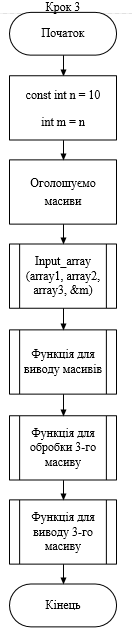 Крок 3
Початок
const int n = 10
int m = n
Оголошуємо
масиви
Input_array
(array1, array2,
array3, &m)
Функція для
виводу масивів
Функція для
обробки 3-го
масиву
Функція для
виводу 3-го
масиву
Кінець